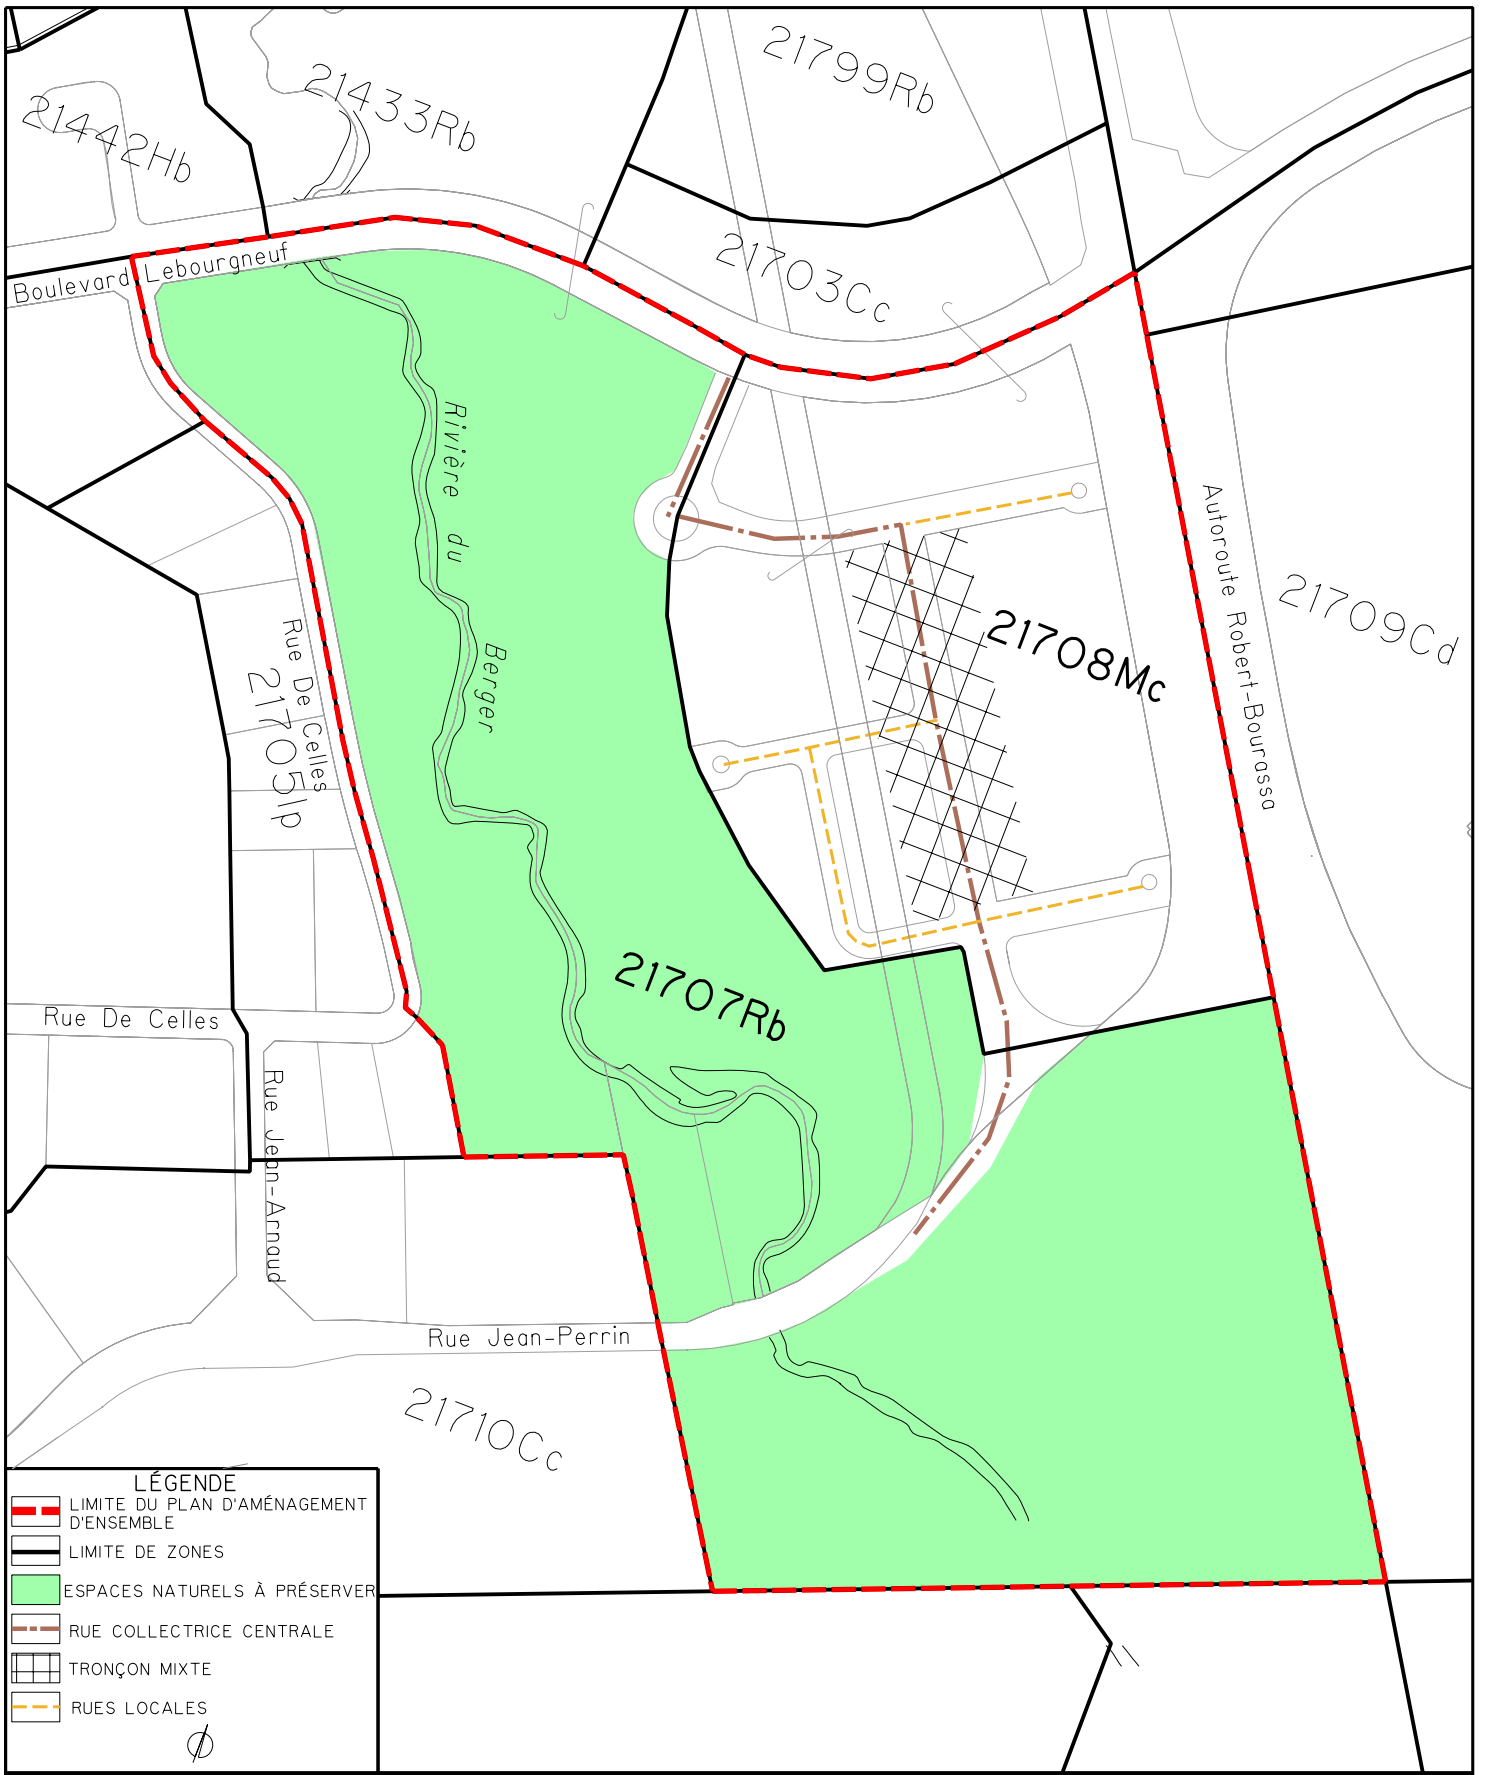 21799Rb
21433Rb
21442Hb
21703Cc
Boulevard Lebourgneuf
Rivière du
Berger
Autoroute Robert-Bourassa
21709Cd
21708Mc
Rue De Celles
21705Ip
21707Rb
Rue De Celles
Rue Jean-Arnaud
Rue Jean-Perrin
21710Cc
LÉGENDE
LIMITE DU PLAN D'AMÉNAGEMENT
D'ENSEMBLE
LIMITE DE ZONES
ESPACES NATURELS À PRÉSERVER
RUE COLLECTRICE CENTRALE
TRONÇON MIXTE
RUES LOCALES